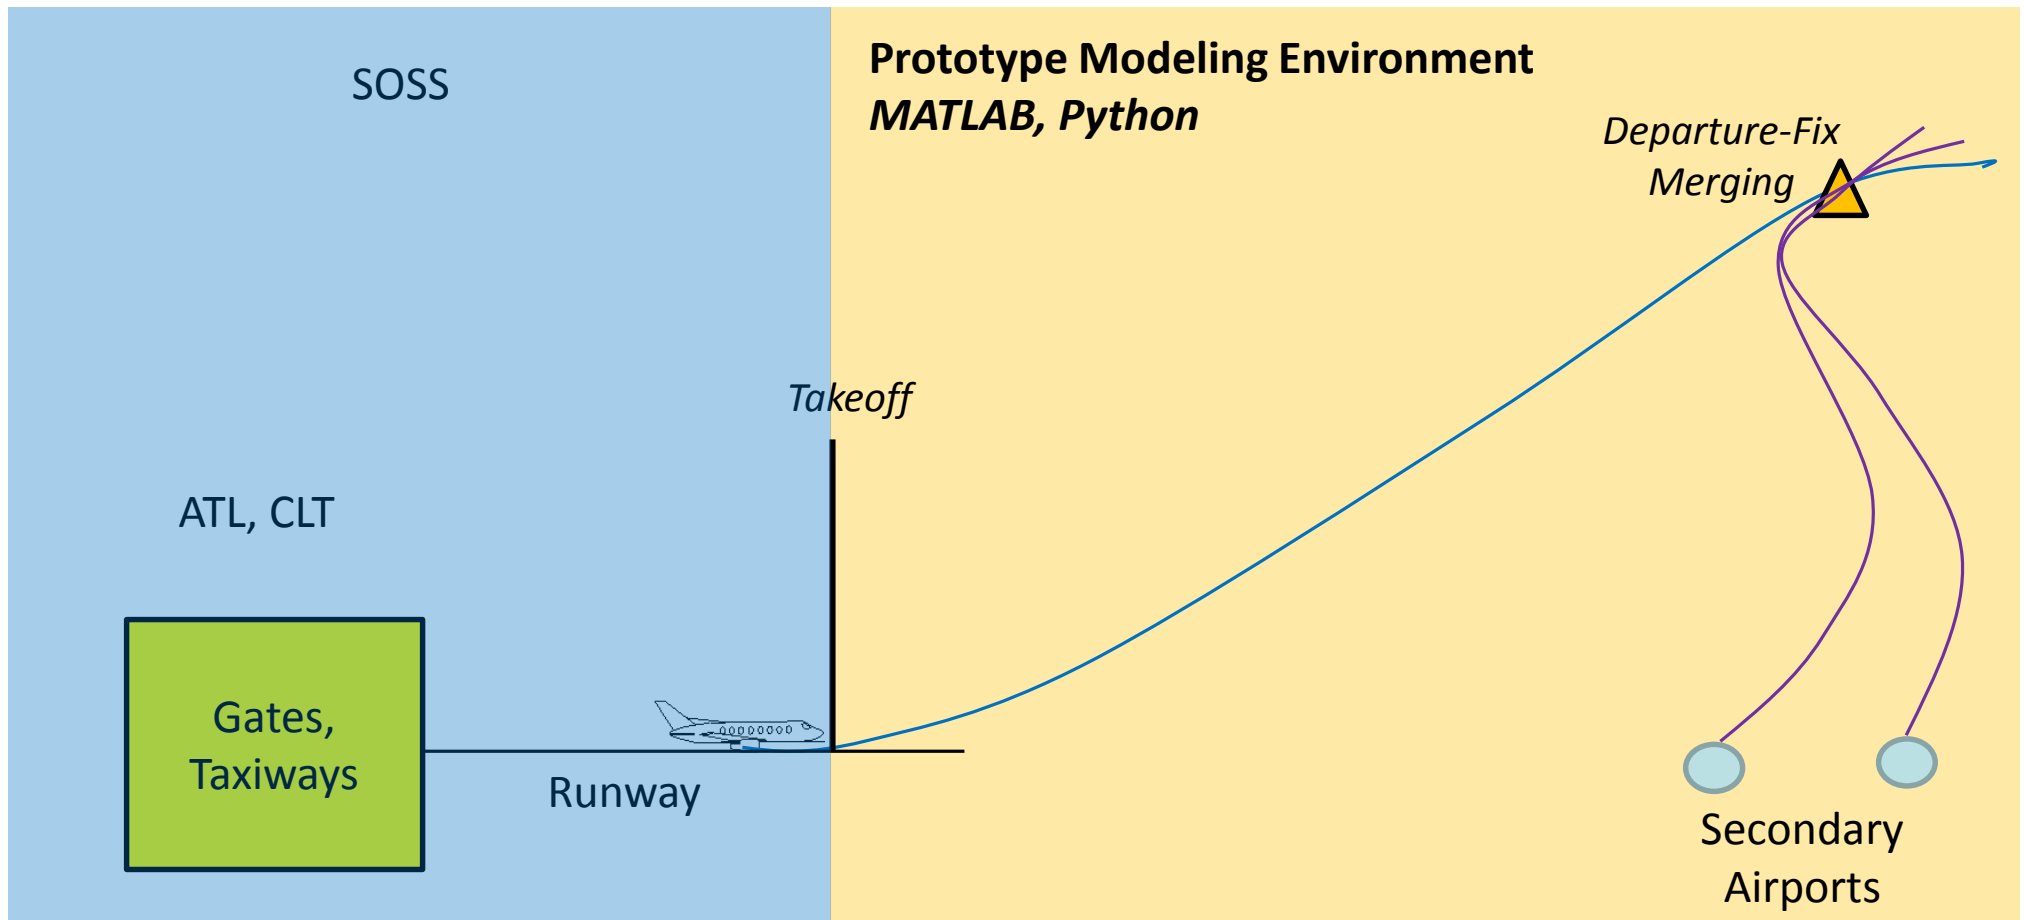 SOSS
Prototype Modeling Environment
MATLAB, Python
Departure-Fix
Merging
Takeoff
ATL, CLT
Gates,
Taxiways
Runway
Secondary
Airports